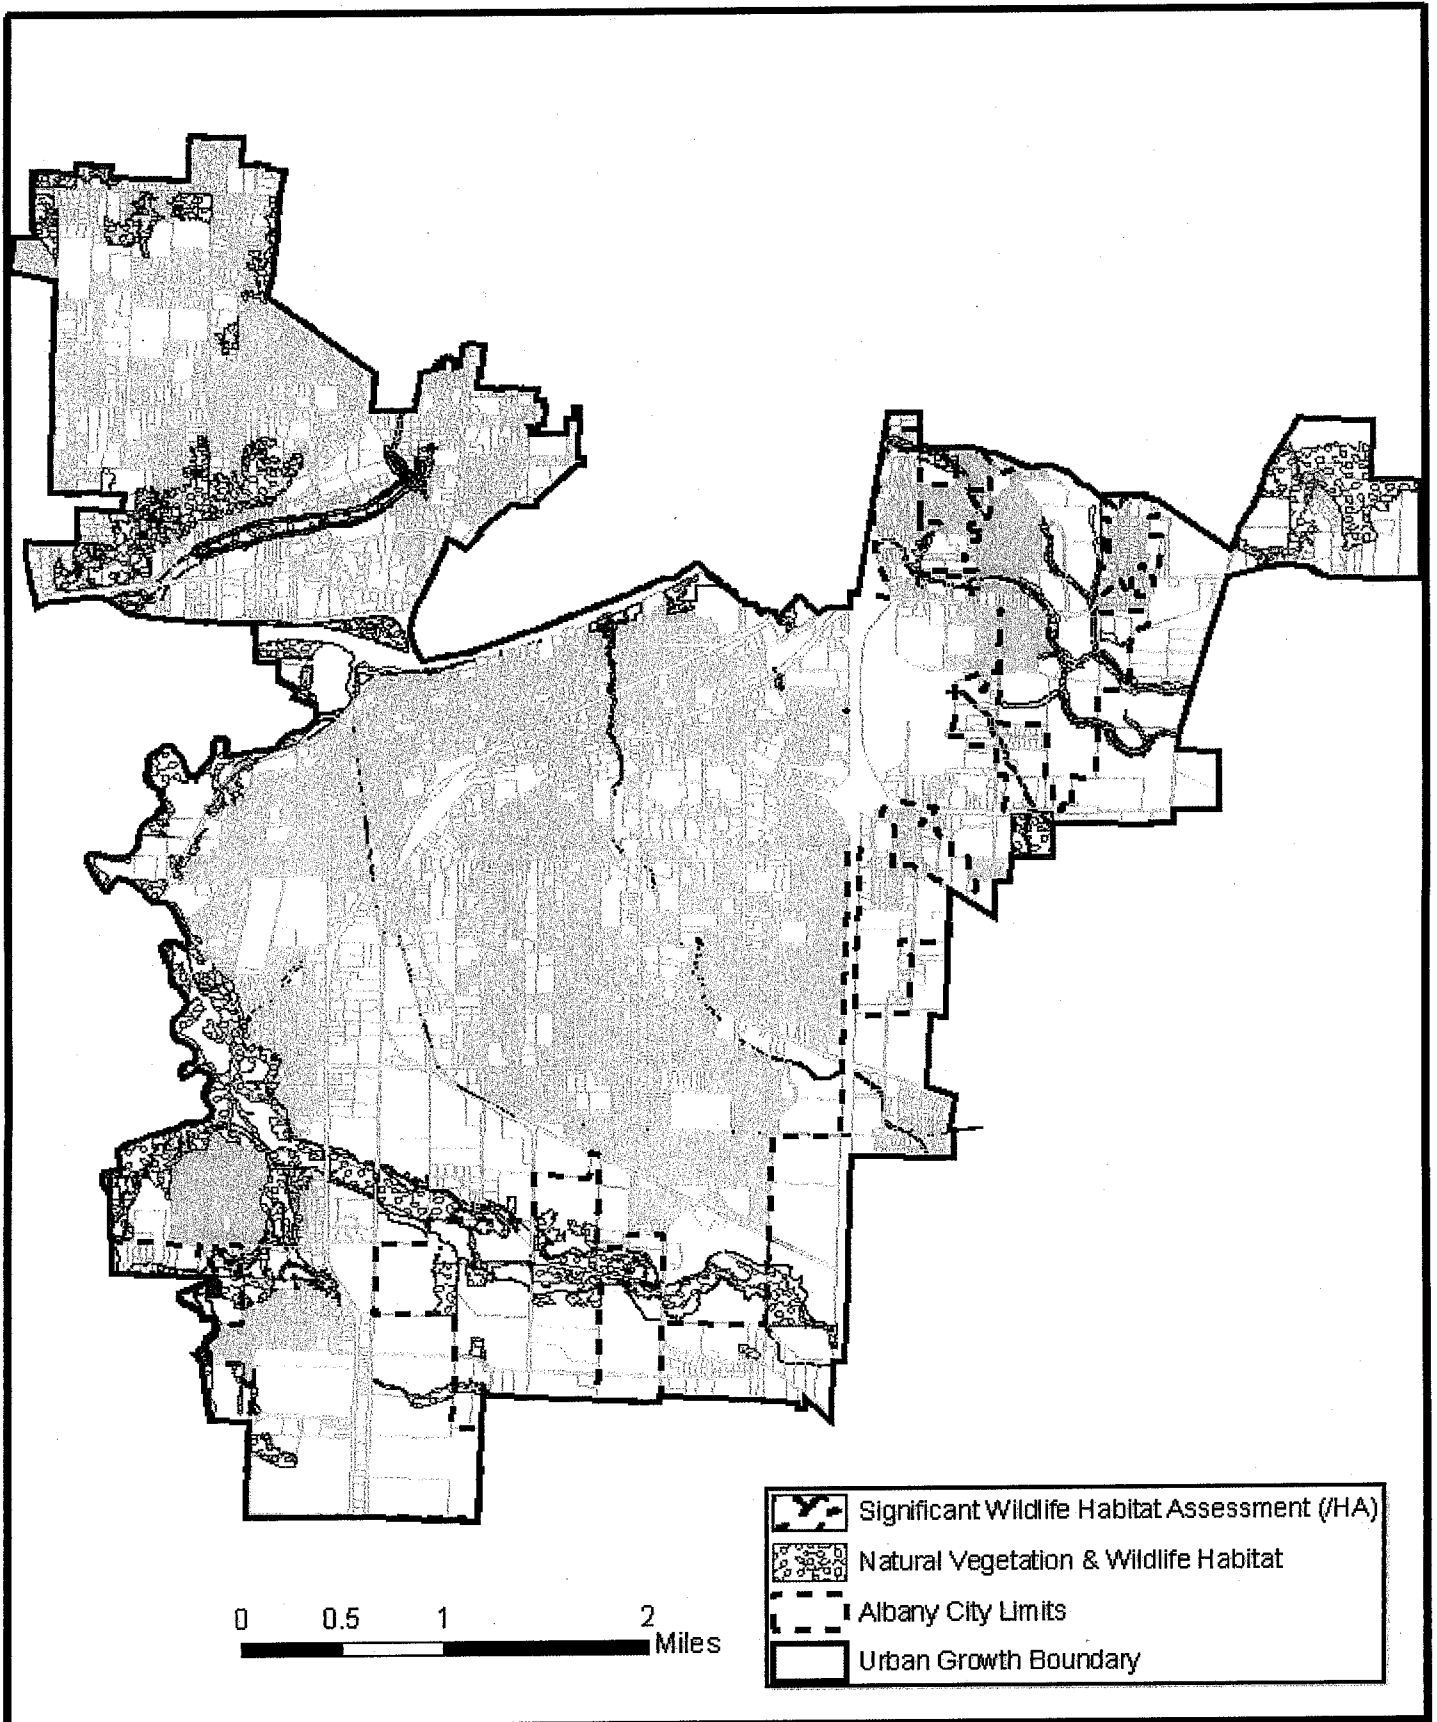 Significant Wildlife Habitat Assessment (/HA)
Natural Vegetation & Wildlife Habitat
Albany City Limits
Urban Growth Boundary
0 0.5 1 2
Miles